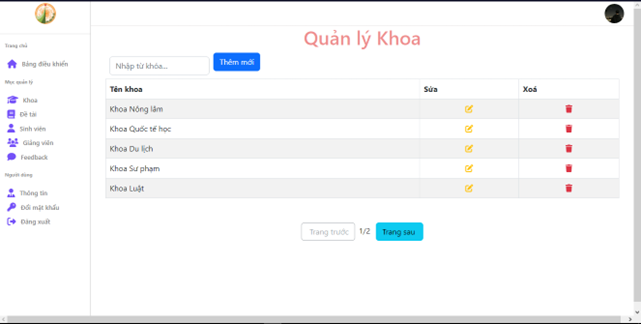 Trang chủ
Bảng điều khiển
Mục quản lý
Khoa
Đề tài
Sinh viên
Giảng viên
Feedback
Người dùng
Thông tin
Đổi mật khẩu
Đăng xuất
Quản lý Khoa
Nhập từ khóa...
Thêm mới
Tên khoa Sửa Xoá
Khoa Nông lâm
Khoa Quốc tế học
Khoa Du lịch
Khoa Sư phạm
Khoa Luật
Trang trước 1/2 Trang sau